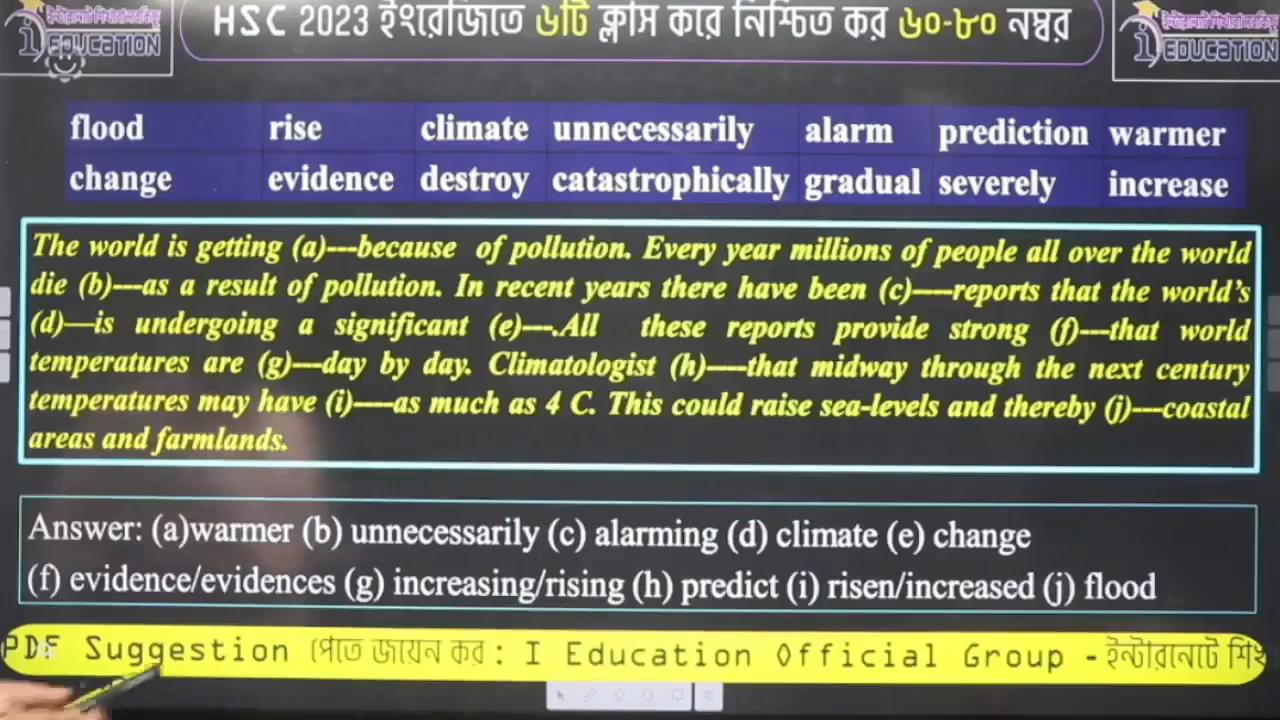 HSC 2023 ইংরেজিতে ৬টি ক্লাস করে নিশ্চিত কর ৬০-৮০ নম্বর
EDUCATION
EDUCATION
flood rise climate unnecessarily alarm prediction warmer
change evidence destroy catastrophically gradual severely increase
The world is getting (a)---because of pollution. Every year millions of people all over the world
die (b)---as a result of pollution. In recent years there have been (c)----reports that the world's
(d)---is undergoing a significant (e)---.All these reports provide strong (f)---that world
temperatures are (g)---day by day. Climatologist (h)----that midway through the next century
temperatures may have (i)----as much as 4 C. This could raise sea-levels and thereby (j)---coastal
areas and farmlands.
Answer: (a)warmer (b) unnecessarily (c) alarming (d) climate (e) change
(f) evidence/evidences (g) increasing/rising (h) predict (i) risen/increased (j) flood
PDF Suggestion পেতে জয়েন কর : I Education Official Group - ইন্টারনেটে